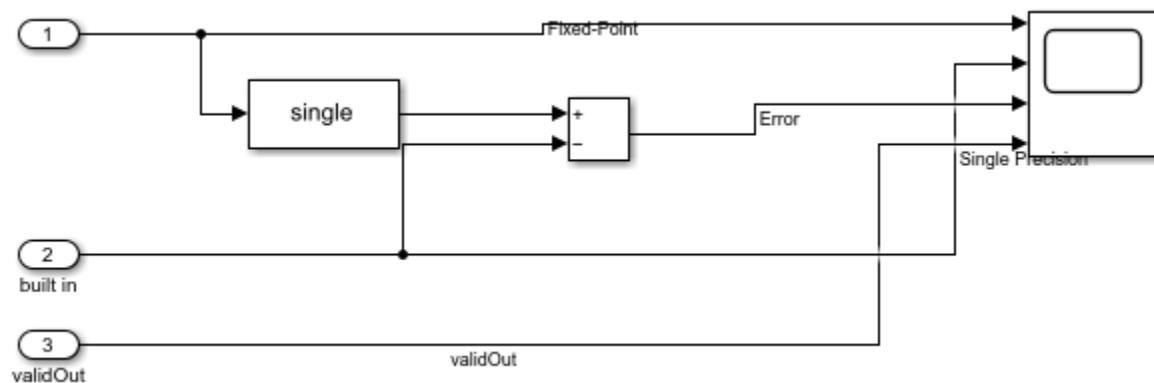 1
Fixed-Point
single
+
−
Error
Single Precision
2
built in
3
validOut
validOut